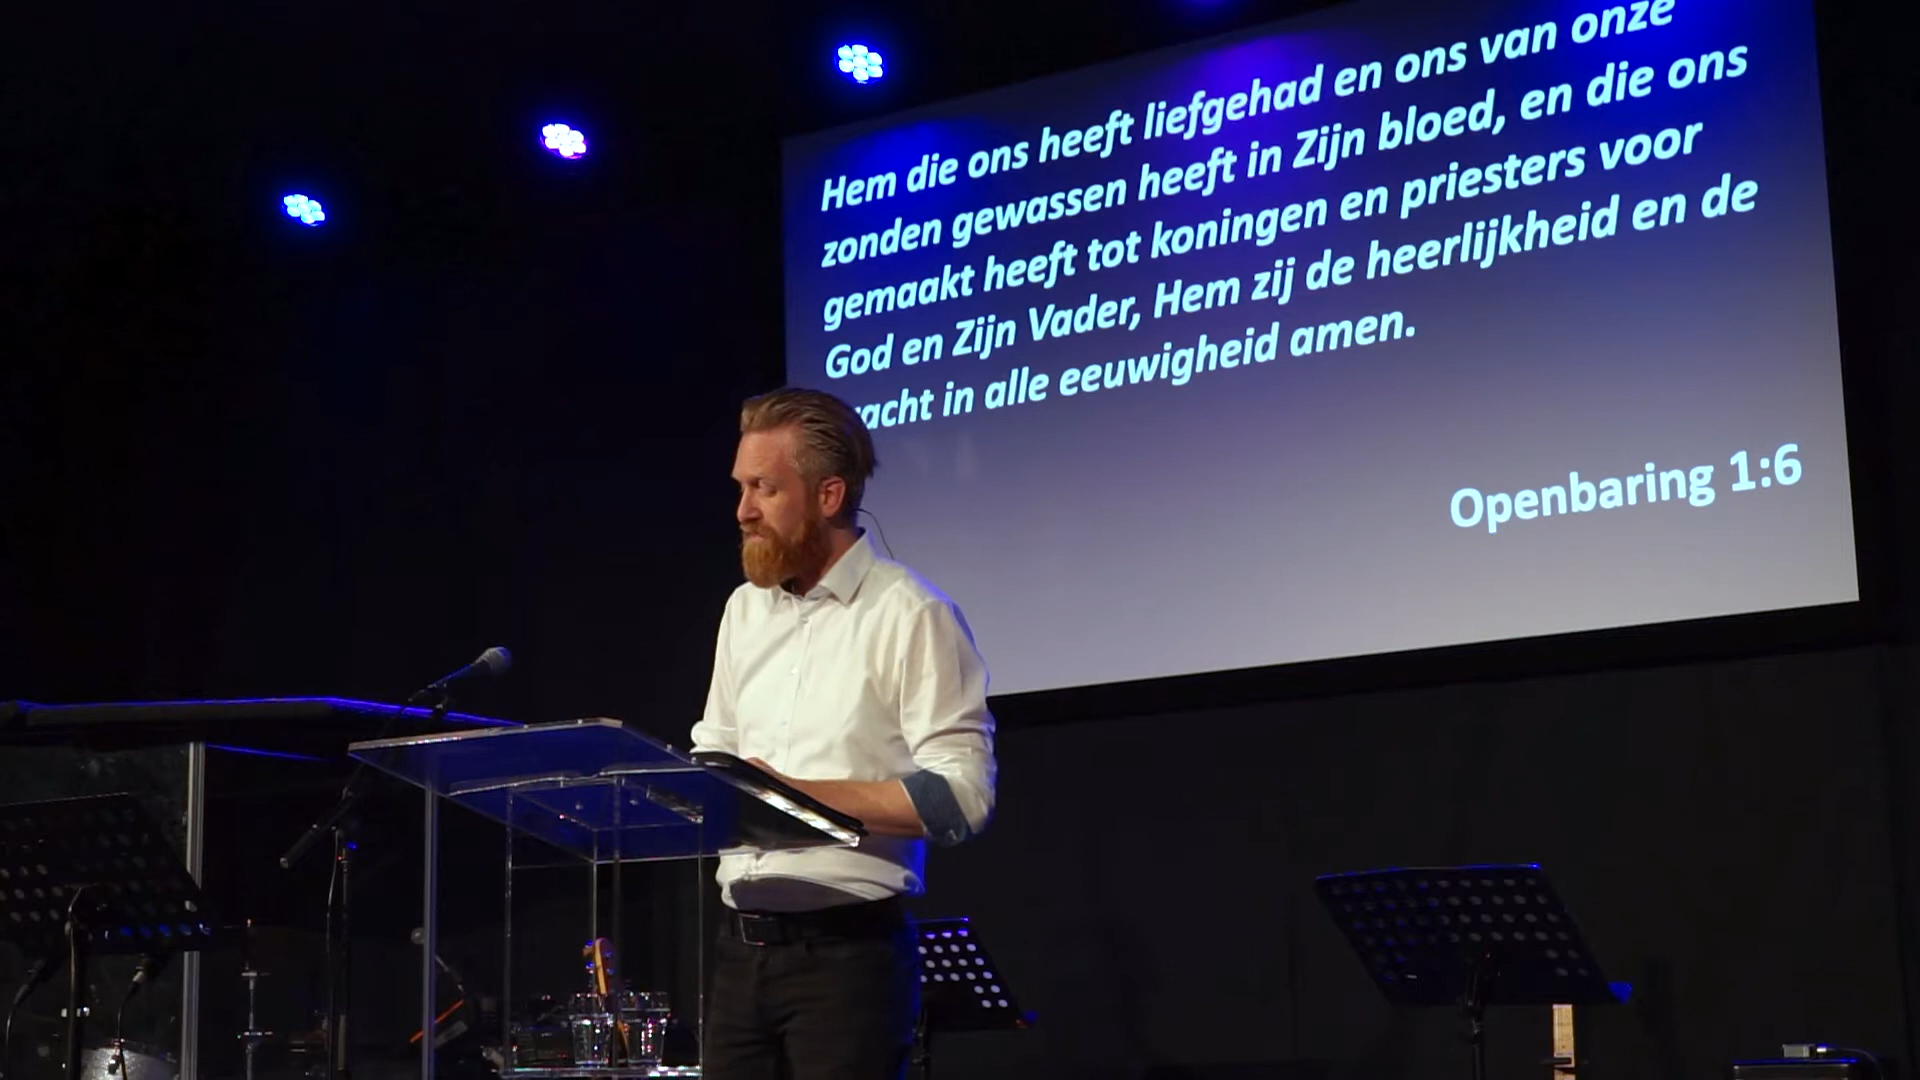 Hem die ons heeft liefgehad en ons van onze
zonden gewassen heeft in Zijn bloed, en die ons
gemaakt heeft tot koningen en priesters voor
God en Zijn Vader, Hem zij de heerlijkheid en de
in alle eeuwigheid amen.
Openbaring 1:6